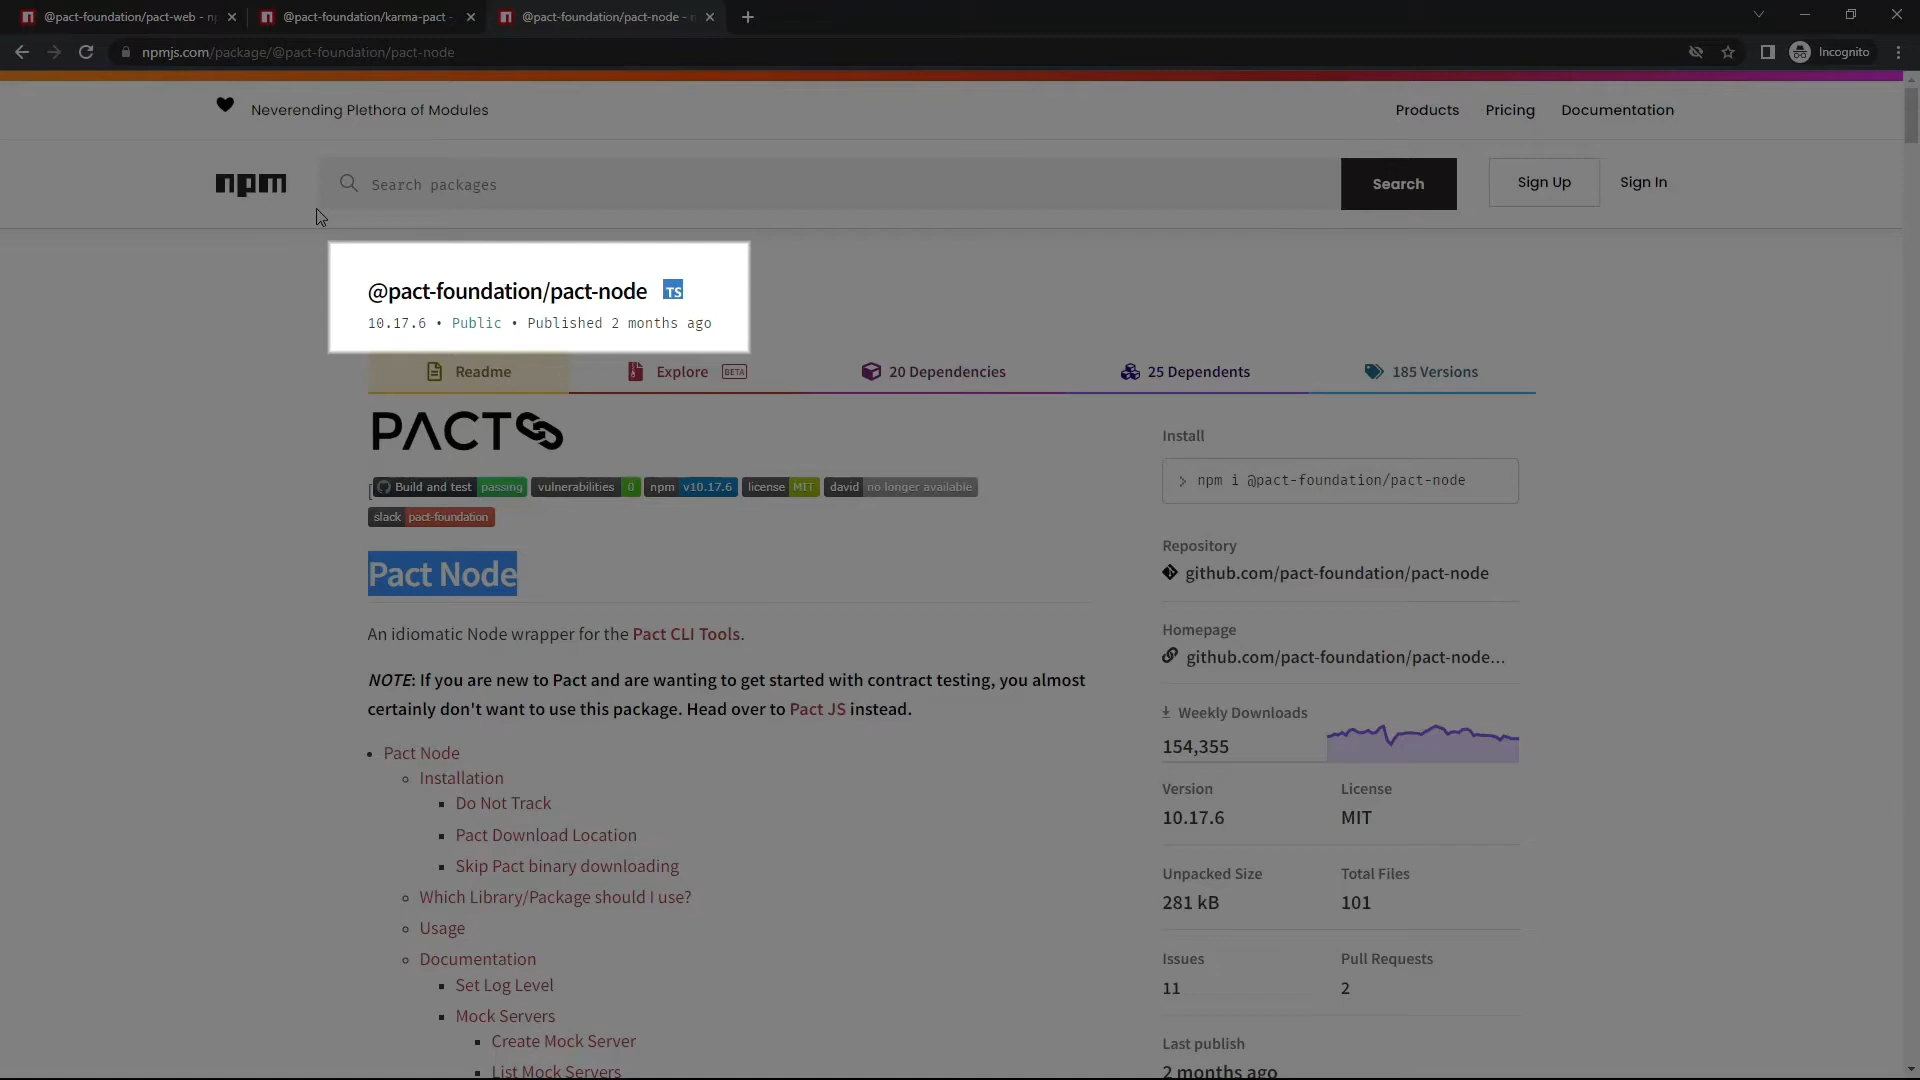 @pact-foundation/pact-web - n
@pact-foundation/karma-pact -
@pact-foundation/pact-node - n
npmjs.com/package/@pact-foundation/pact-node
Incognito
Neverending Plethora of Modules
Products
Pricing
Documentation
npm
Search packages
Search
Sign Up
Sign In
@pact-foundation/pact-node TS
10.17.6 • Public • Published 2 months ago
Readme
Explore BETA
20 Dependencies
25 Dependents
185 Versions
PACT
[Build and test passing vulnerabilities 0 npm v10.17.6 license MIT david no longer available
slack pact-foundation
Pact Node
An idiomatic Node wrapper for the Pact CLI Tools.
NOTE: If you are new to Pact and are wanting to get started with contract testing, you almost
certainly don't want to use this package. Head over to Pact JS instead.
• Pact Node
Installation
Do Not Track
Pact Download Location
Skip Pact binary downloading
Which Library/Package should I use?
Usage
Documentation
Set Log Level
Mock Servers
Create Mock Server
List Mock Servers
Install
> npm i @pact-foundation/pact-node
Repository
github.com/pact-foundation/pact-node
Homepage
github.com/pact-foundation/pact-node...
Weekly Downloads
154,355
Version
License
10.17.6
MIT
Unpacked Size
Total Files
281 kB
101
Issues
Pull Requests
11
2
Last publish
2 months ago